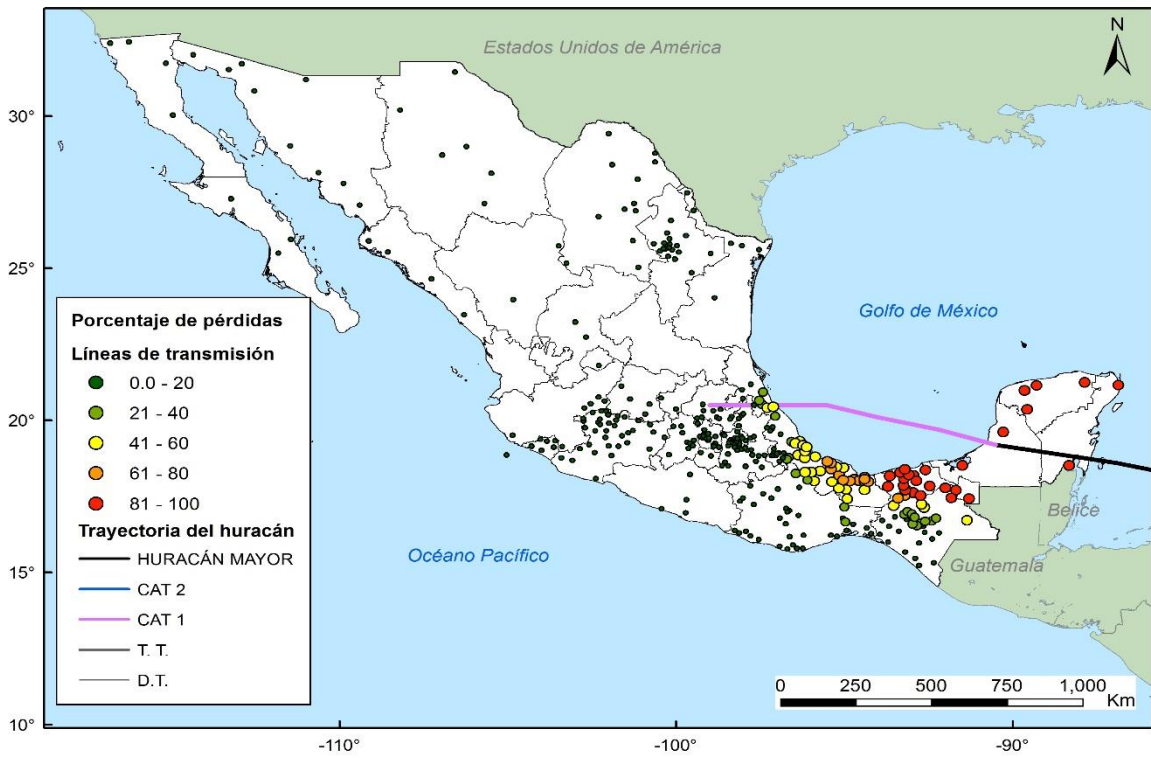 Estados Unidos de América
N
30°
25°
Golfo de México
Porcentaje de pérdidas
Líneas de transmisión
0.0 - 20
21 - 40
41 - 60
61 - 80
81 - 100
Trayectoria del huracán
HURACÁN MAYOR
CAT 2
CAT 1
T. T.
D.T.
20°
Belice
Océano Pacífico
Guatemala
15°
0 250 500 750 1,000
Km
10°
-110° -100° -90°